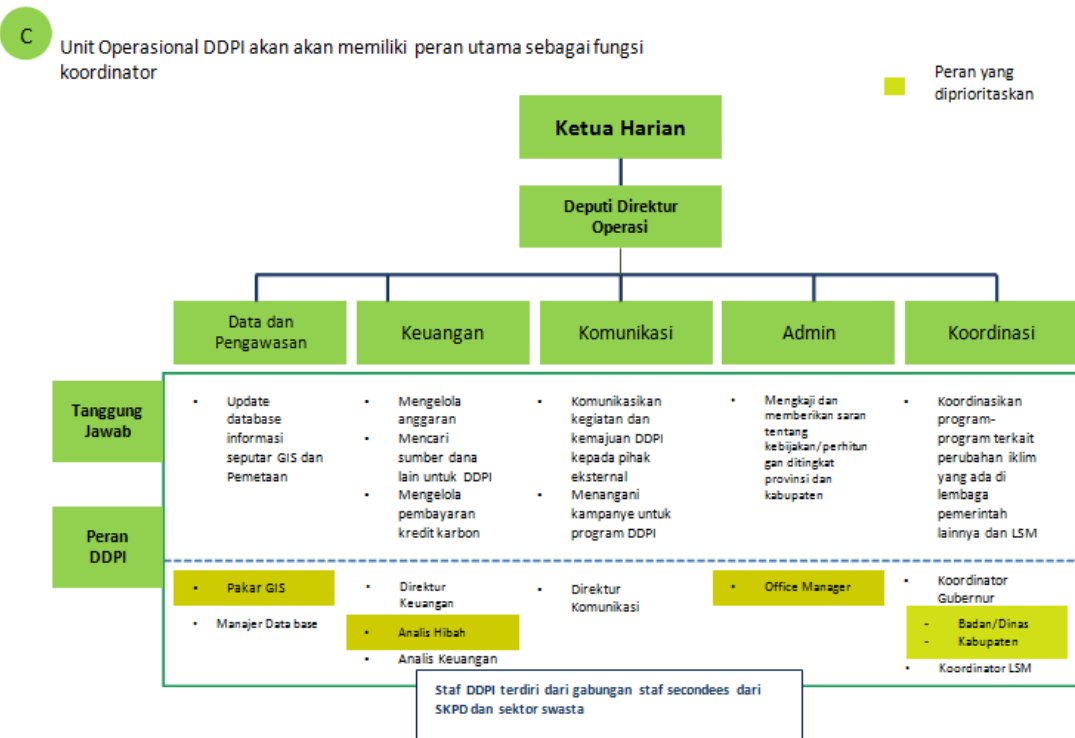 C
Unit Operasional DDPI akan akan memiliki peran utama sebagai fungsi
koordinator
Peran yang
diprioritaskan
Ketua Harian
Deputi Direktur
Operasi
Data dan
Pengawasan
Keuangan
Komunikasi
Admin
Koordinasi
Tanggung
Jawab
• Update
database
informasi
seputar GIS dan
Pemetaan
• Mengelola
anggaran
• Mencari
sumber dana
lain untuk DDPI
• Mengelola
pembayaran
kredit karbon
• Komunikasikan
kegiatan dan
kemajuan DDPI
kepada pihak
eksternal
• Menangani
kampanye untuk
program DDPI
• Mengkaji dan
memberikan saran
tentang
kebijakan/perhitun
gan ditingkat
provinsi dan
kabupaten
• Koordinasikan
program-
program terkait
perubahan iklim
yang ada di
lembaga
pemerintah
lainnya dan LSM
Peran
DDPI
• Pakar GIS
• Manajer Data base
• Direktur
Keuangan
• Analis Hibah
• Analis Keuangan
• Direktur
Komunikasi
• Office Manager
• Koordinator
Gubernur
- Badan/Dinas
- Kabupaten
• Koordinator LSM
Staf DDPI terdiri dari gabungan staf secondees dari
SKPD dan sektor swasta